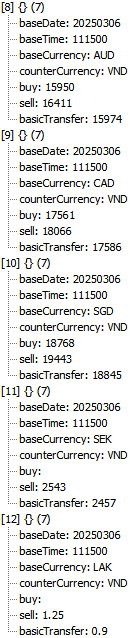 [8] {} (7)
baseDate: 20250306
baseTime: 111500
baseCurrency: AUD
counterCurrency: VND
buy: 15950
sell: 16411
basicTransfer: 15974
[9] {} (7)
baseDate: 20250306
baseTime: 111500
baseCurrency: CAD
counterCurrency: VND
buy: 17561
sell: 18066
basicTransfer: 17586
[10] {} (7)
baseDate: 20250306
baseTime: 111500
baseCurrency: SGD
counterCurrency: VND
buy: 18768
sell: 19443
basicTransfer: 18845
[11] {} (7)
baseDate: 20250306
baseTime: 111500
baseCurrency: SEK
counterCurrency: VND
buy:
sell: 2543
basicTransfer: 2457
[12] {} (7)
baseDate: 20250306
baseTime: 111500
baseCurrency: LAK
counterCurrency: VND
buy:
sell: 1.25
basicTransfer: 0.9